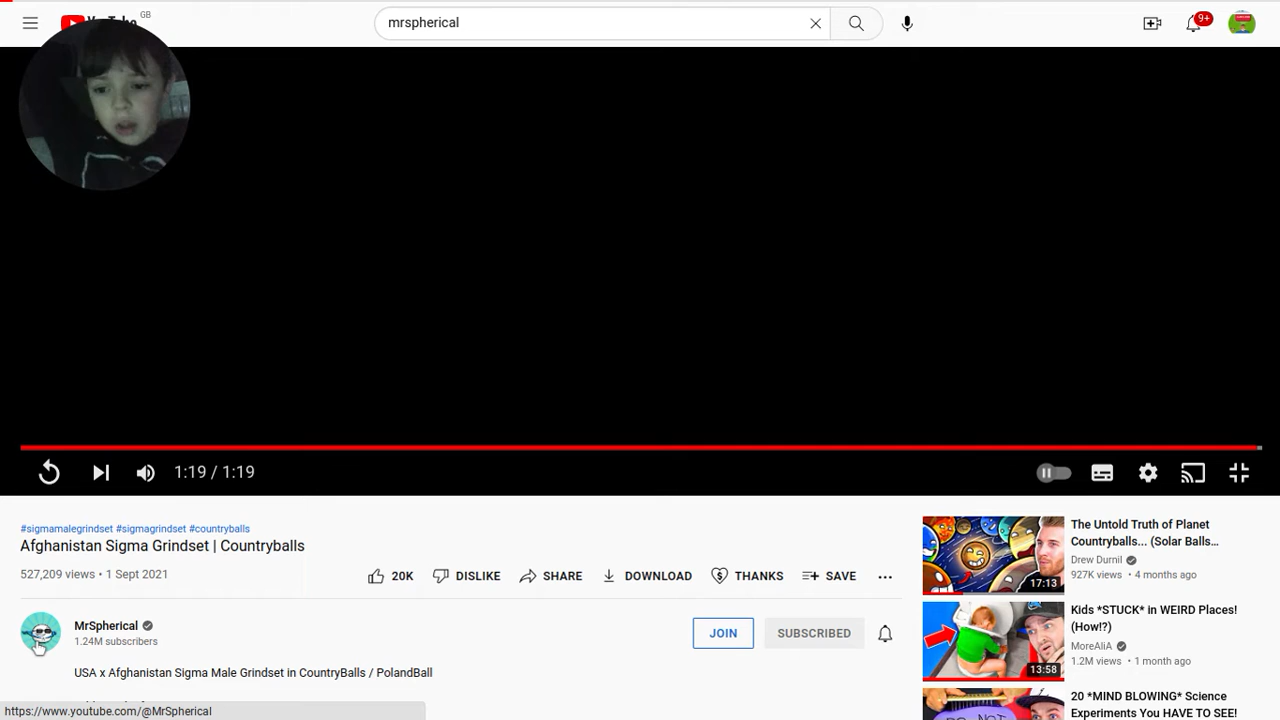 GB
mrspherical
9+
1:19 / 1:19
#sigmamalegrindset #sigmagrindset #countryballs
Afghanistan Sigma Grindset | Countryballs
527,209 views • 1 Sept 2021
20K
DISLIKE
SHARE
DOWNLOAD
THANKS
SAVE
MrSpherical
1.24M subscribers
JOIN
SUBSCRIBED
USA x Afghanistan Sigma Male Grindset in CountryBalls / PolandBall
https://www.youtube.com/@MrSpherical
17:13
The Untold Truth of Planet
Countryballs... (Solar Balls...
Drew Durnil
927K views • 4 months ago
13:58
Kids *STUCK* in WEIRD Places!
(How!?)
MoreAliA
1.2M views • 1 month ago
20 *MIND BLOWING* Science
Experiments You HAVE TO SEE!